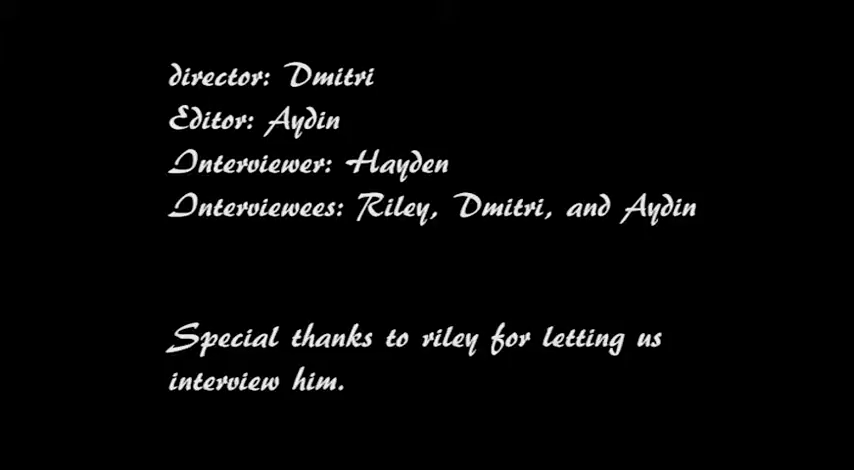 director: Dmitri
Editor: Aydin
Interviewer: Hayden
Interviewees: Riley, Dmitri, and Aydin
Special thanks to riley for letting us
interview him.